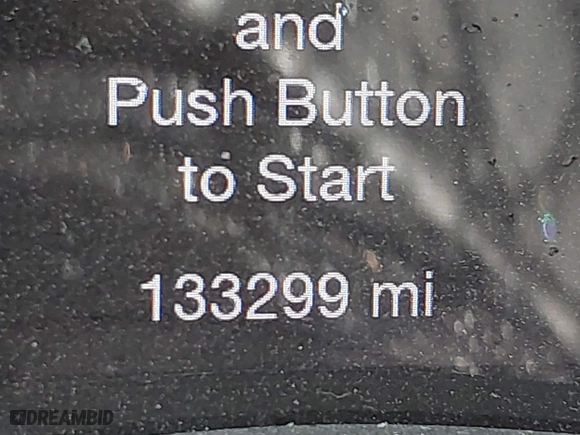 and
Push Button
to Start
133299 mi
DREAMBID